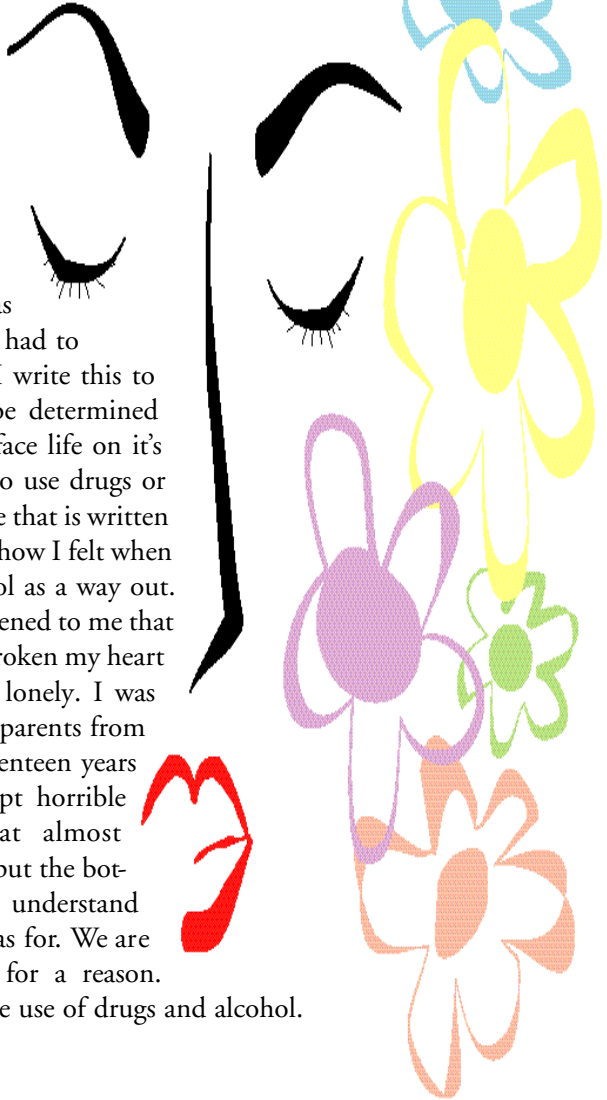 as
had to
I write this to
be determined
face life on it's
o use drugs or
e that is written
how I felt when
ol as a way out.
ened to me that
roken my heart
lonely. I was
parents from
enteen years
pt horrible
at almost
out the bot-
understand
as for. We are
for a reason.
e use of drugs and alcohol.